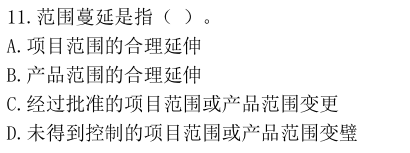 11.范围蔓延是指（ ）。
A.项目范围的合理延伸
B.产品范围的合理延伸
C.经过批准的项目范围或产品范围变更
D.未得到控制的项目范围或产品范围变璧